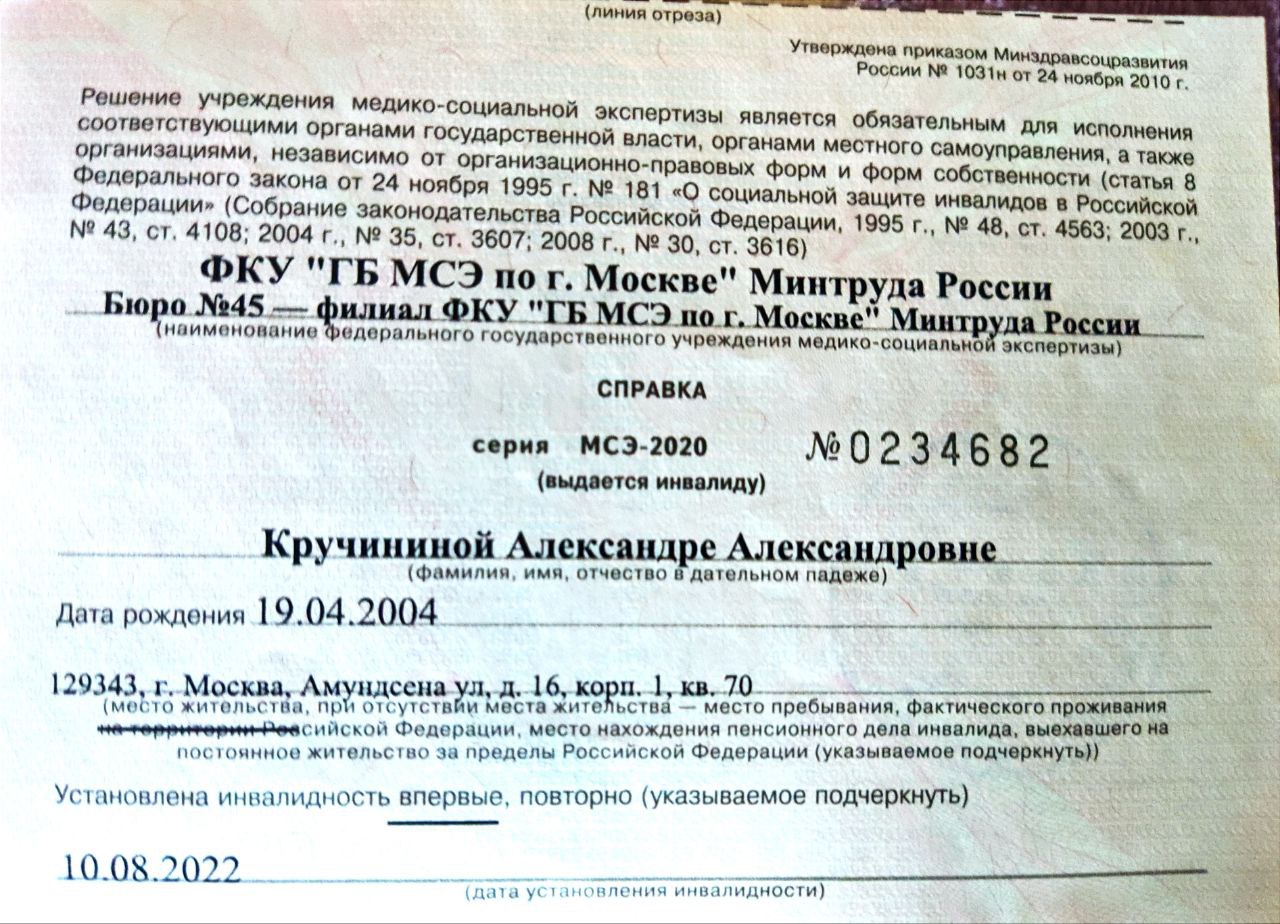 (линия отреза)
Утверждена приказом Минздравсоцразвития
России № 1031н от 24 ноября 2010 г.
Решение учреждения медико-социальной экспертизы является обязательным для исполнения
соответствующими органами государственной власти, органами местного самоуправления, а также
организациями, независимо от организационно-правовых форм и форм собственности (статья 8
Федерального закона от 24 ноября 1995 г. № 181 «О социальной защите инвалидов в Российской
Федерации» (Собрание законодательства Российской Федерации, 1995 г., № 48, ст. 4563; 2003 г.,
№ 43, ст. 4108; 2004 г., № 35, ст. 3607; 2008 г., № 30, ст. 3616)
ФКУ "ГБ МСЭ по г. Москве" Минтруда России
Бюро №45 — филиал ФКУ "ГБ МСЭ по г. Москве" Минтруда России
(наименование федерального государственного учреждения медико-социальной экспертизы)
СПРАВКА
серия МСЭ-2020 №0234682
(выдается инвалиду)
Кручининой Александре Александровне
(фамилия, имя, отчество в дательном падеже)
Дата рождения 19.04.2004
129343, г. Москва, Амундсена ул, д. 16, корп. 1, кв. 70
(место жительства, при отсутствии места жительства — место пребывания, фактического проживания
на территории Российской Федерации, место нахождения пенсионного дела инвалида, выехавшего на
постоянное жительство за пределы Российской Федерации (указываемое подчеркнуть))
Установлена инвалидность впервые, повторно (указываемое подчеркнуть)
10.08.2022
(дата установления инвалидности)